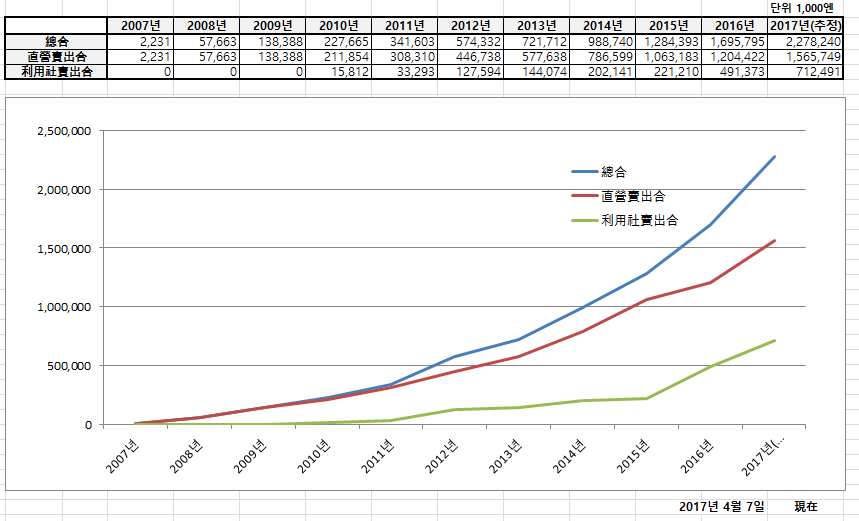 단위 1,000엔
2007년 2008년 2009년 2010년 2011년 2012년 2013년 2014년 2015년 2016년 2017년(추정)
總合 2,231 57,663 138,388 227,665 341,603 574,332 721,712 988,740 1,284,393 1,695,795 2,278,240
直營賣出合 2,231 57,663 138,388 211,854 308,310 446,738 577,638 786,599 1,063,183 1,204,422 1,565,749
利用社賣出合 0 0 0 15,812 33,293 127,594 144,074 202,141 221,210 491,373 712,491
2,500,000
2,000,000
1,500,000
1,000,000
500,000
0
總合
直營賣出合
利用社賣出合
2007년 2008년 2009년 2010년 2011년 2012년 2013년 2014년 2015년 2016년 2017년(...
2017년 4월 7일 現在